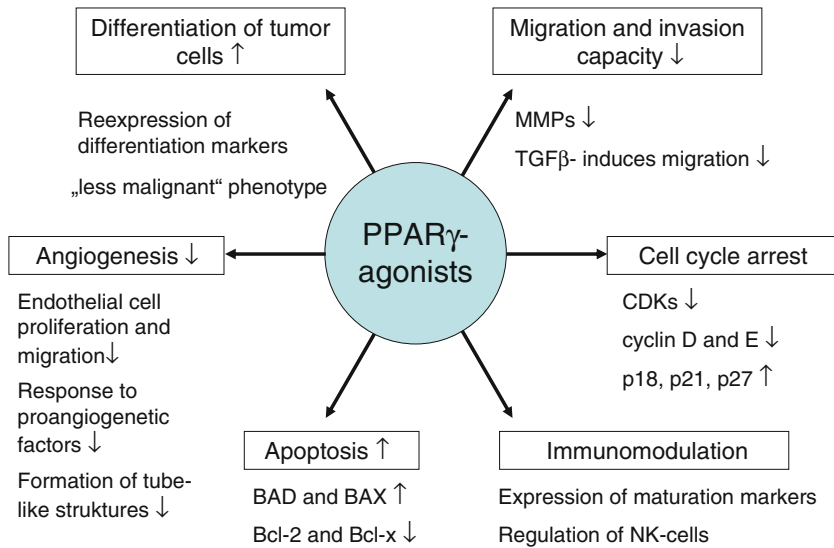 Differentiation of tumor
cells ↑
Reexpression of
differentiation markers
„less malignant“ phenotype
Migration and invasion
capacity ↓
MMPs ↓
TGFβ- induces migration ↓
PPARγ-
agonists
Angiogenesis ↓
Endothelial cell
proliferation and
migration↓
Response to
proangiogenetic
factors ↓
Formation of tube-
like struktures ↓
Cell cycle arrest
CDKs ↓
cyclin D and E ↓
p18, p21, p27 ↑
Apoptosis ↑
BAD and BAX ↑
Bcl-2 and Bcl-x ↓
Immunomodulation
Expression of maturation markers
Regulation of NK-cells